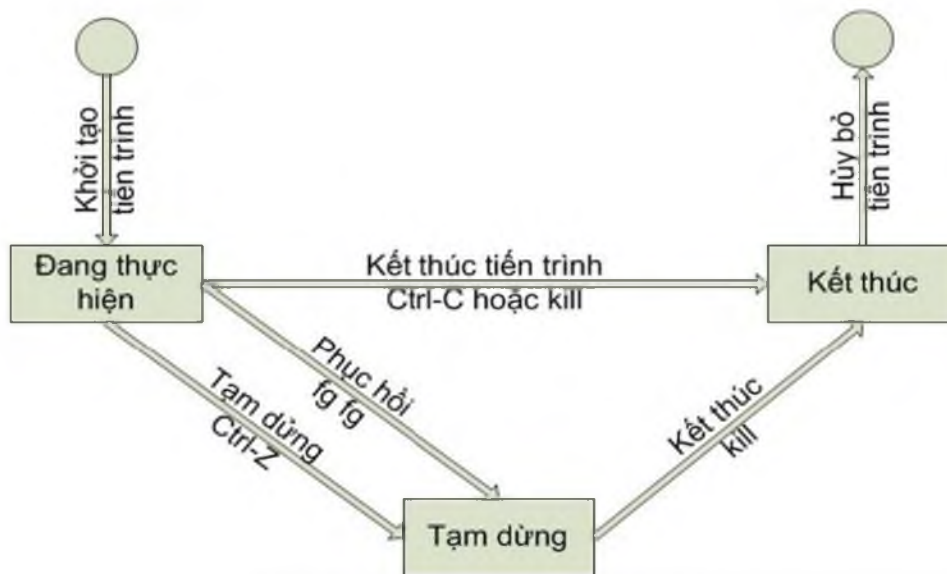 Khởi tạo
tiến trình
Hủy bỏ
tiến trình
Đang thực
hiện
Kết thúc tiến trình
Ctrl-C hoặc kill
Kết thúc
Phục hồi
fg fg
Tạm dừng
Ctrl-Z
Kết thúc
kill
Tạm dừng